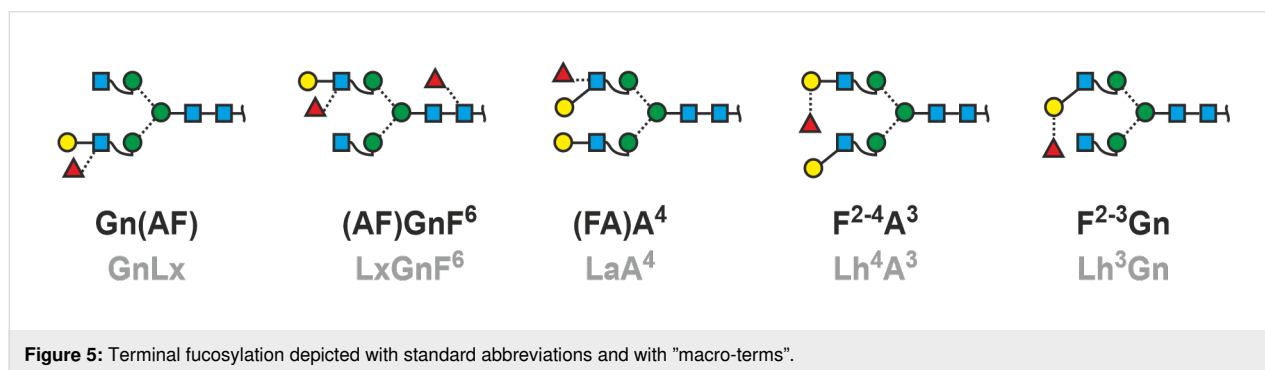 Gn(AF) (AF)GnF⁶ (FA)A⁴ F²⁻⁴A³ F²⁻³Gn
GnLx LxGnF⁶ LaA⁴ Lh⁴A³ Lh³Gn
Figure 5: Terminal fucosylation depicted with standard abbreviations and with ”macro-terms”.